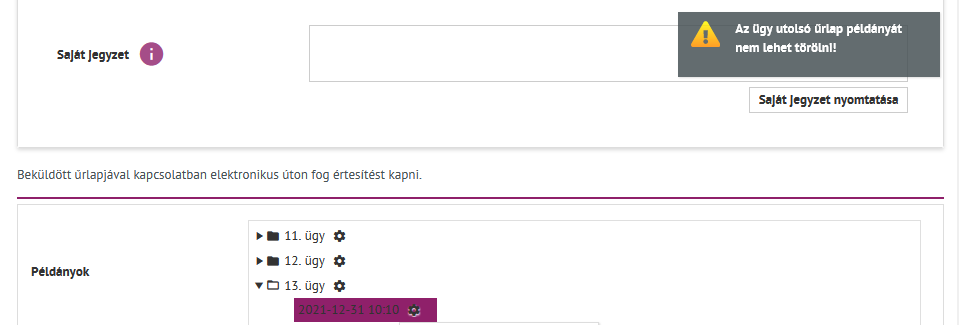 Az ügy utolsó űrlap példányát
nem lehet törölni!
Saját jegyzet
Saját jegyzet nyomtatása
Beküldött űrlapjával kapcsolatban elektronikus úton fog értesítést kapni.
Példányok
11. ügy
12. ügy
13. ügy
2021-12-31 10:10